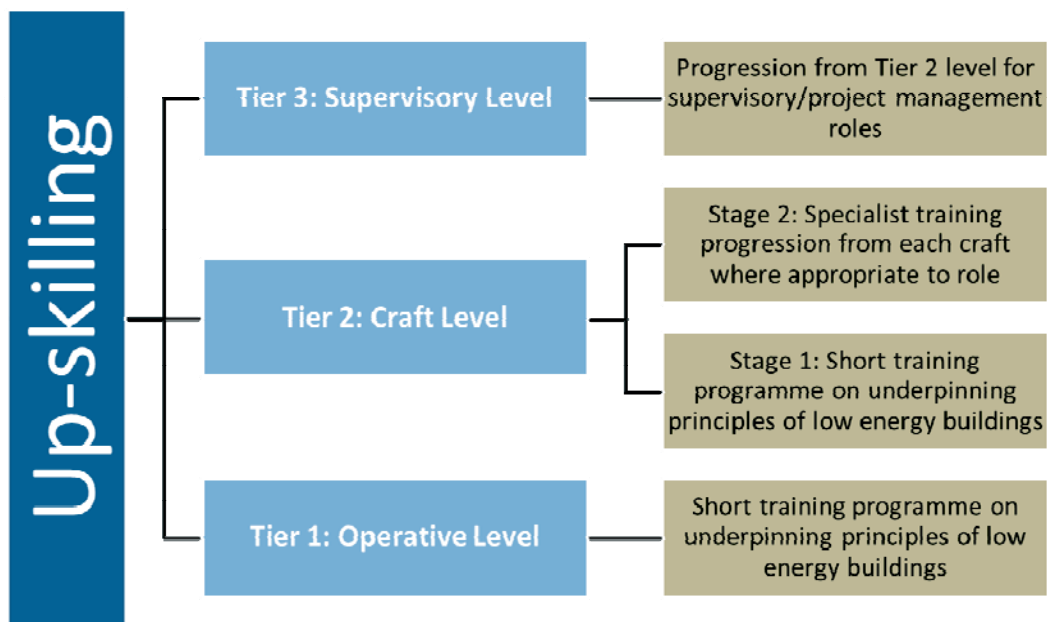 Up-skilling
Tier 3: Supervisory Level
Progression from Tier 2 level for
supervisory/project management
roles
Tier 2: Craft Level
Stage 2: Specialist training
progression from each craft
where appropriate to role
Stage 1: Short training
programme on underpinning
principles of low energy buildings
Tier 1: Operative Level
Short training programme on
underpinning principles of low
energy buildings